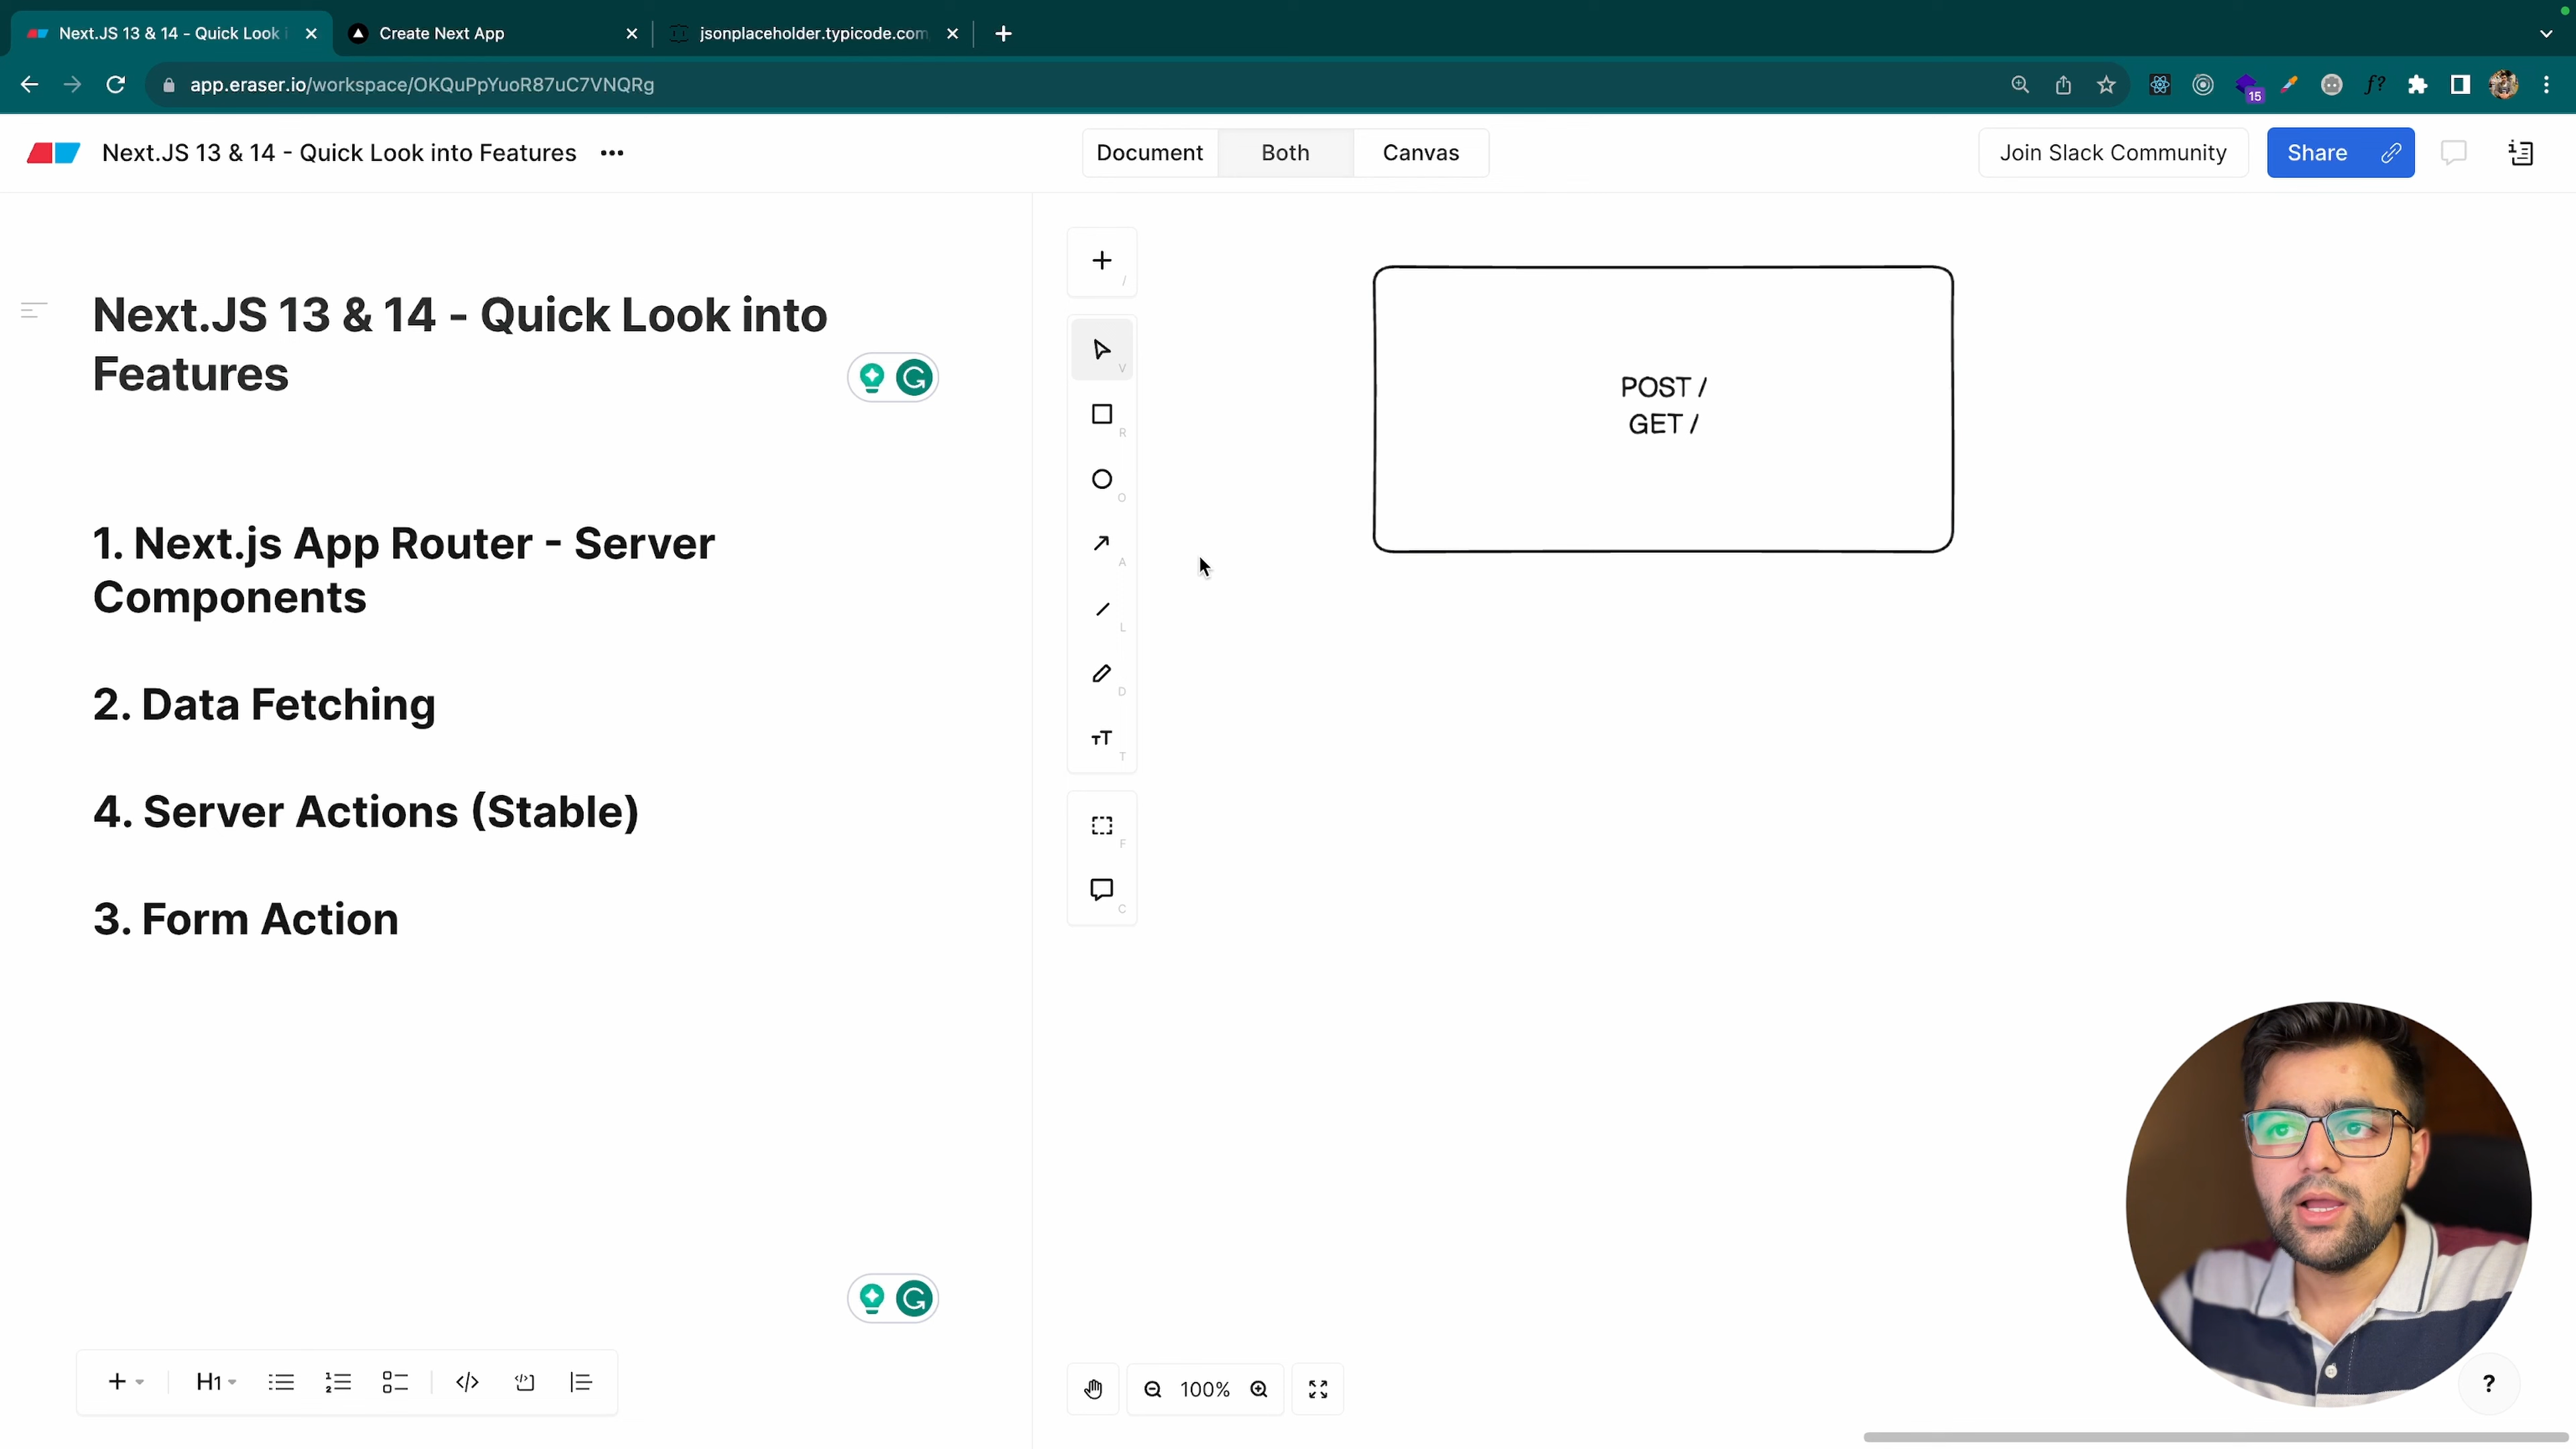 Next.JS 13 & 14 - Quick Look i
Create Next App
jsonplaceholder.typicode.com
app.eraser.io/workspace/OKQuPpYuoR87uC7VNQRg
f?
15
Next.JS 13 & 14 - Quick Look into Features
Document
Both
Canvas
Join Slack Community
Share
Next.JS 13 & 14 - Quick Look into
Features
1. Next.js App Router - Server
Components
2. Data Fetching
4. Server Actions (Stable)
3. Form Action
/
V
R
O
A
L
D
TT
T
F
C
POST /
GET /
H1
100%
?